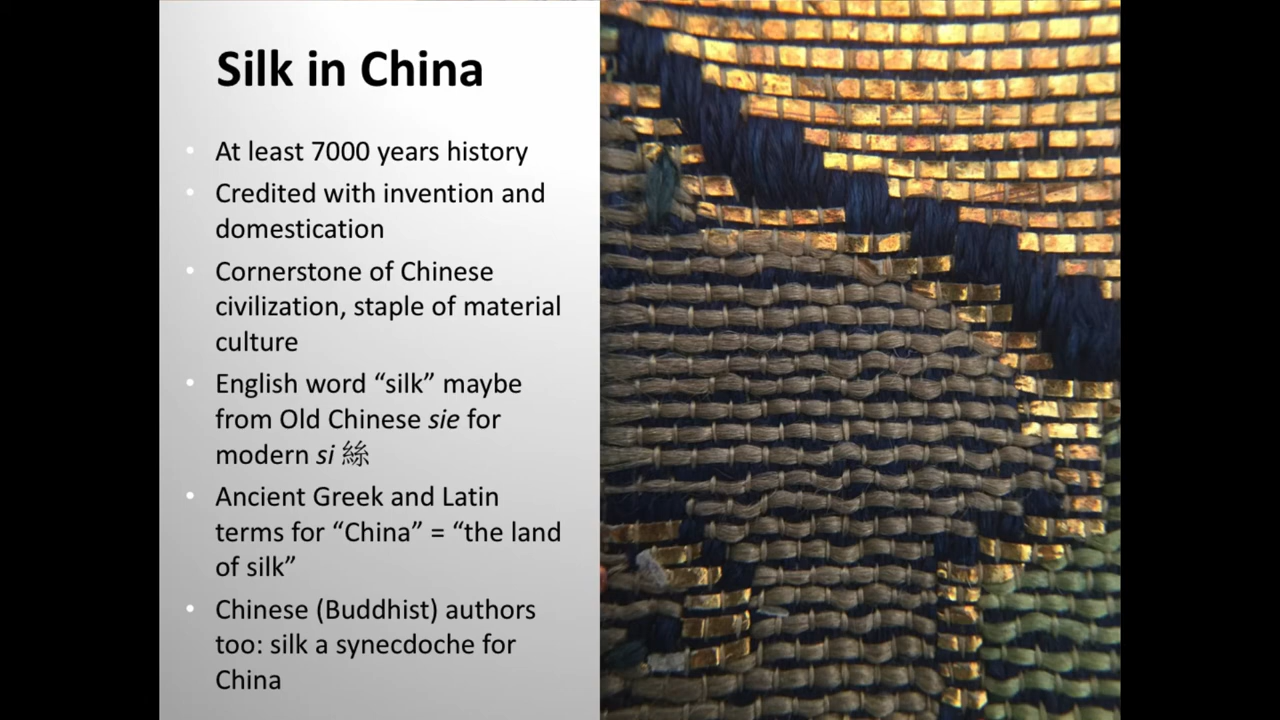 Silk in China
• At least 7000 years history
• Credited with invention and
domestication
• Cornerstone of Chinese
civilization, staple of material
culture
• English word “silk” maybe
from Old Chinese sie for
modern si 絲
• Ancient Greek and Latin
terms for “China” = “the land
of silk”
• Chinese (Buddhist) authors
too: silk a synecdoche for
China